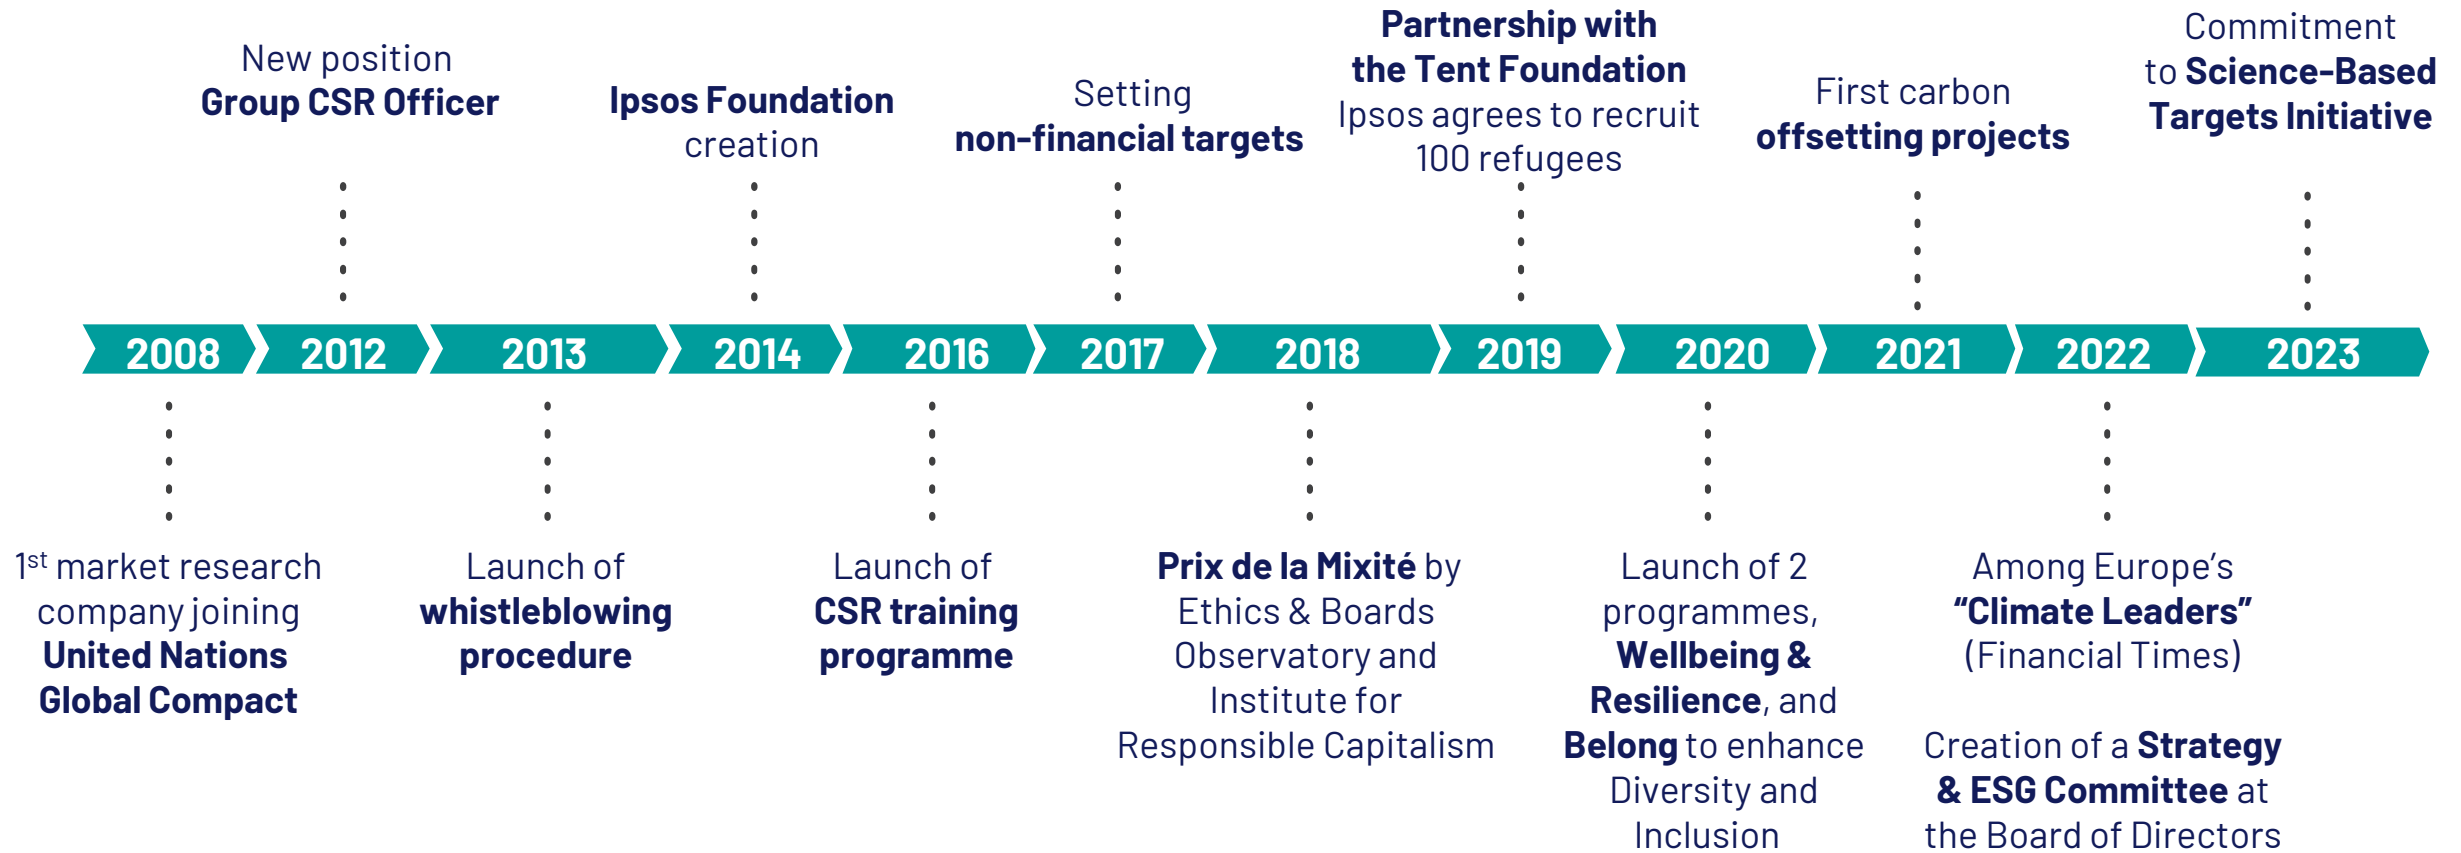 New position
Group CSR Officer
Ipsos Foundation
creation
Setting
non-financial targets
Partnership with
the Tent Foundation
Ipsos agrees to recruit
100 refugees
First carbon
offsetting projects
Commitment
to Science-Based
Targets Initiative
2008
2012
2013
2014
2016
2017
2018
2019
2020
2021
2022
2023
1st market research
company joining
United Nations
Global Compact
Launch of
whistleblowing
procedure
Launch of
CSR training
programme
Prix de la Mixité by
Ethics & Boards
Observatory and
Institute for
Responsible Capitalism
Launch of 2
programmes,
Wellbeing &
Resilience, and
Belong to enhance
Diversity and
Inclusion
Among Europe’s
“Climate Leaders”
(Financial Times)
Creation of a Strategy
& ESG Committee at
the Board of Directors